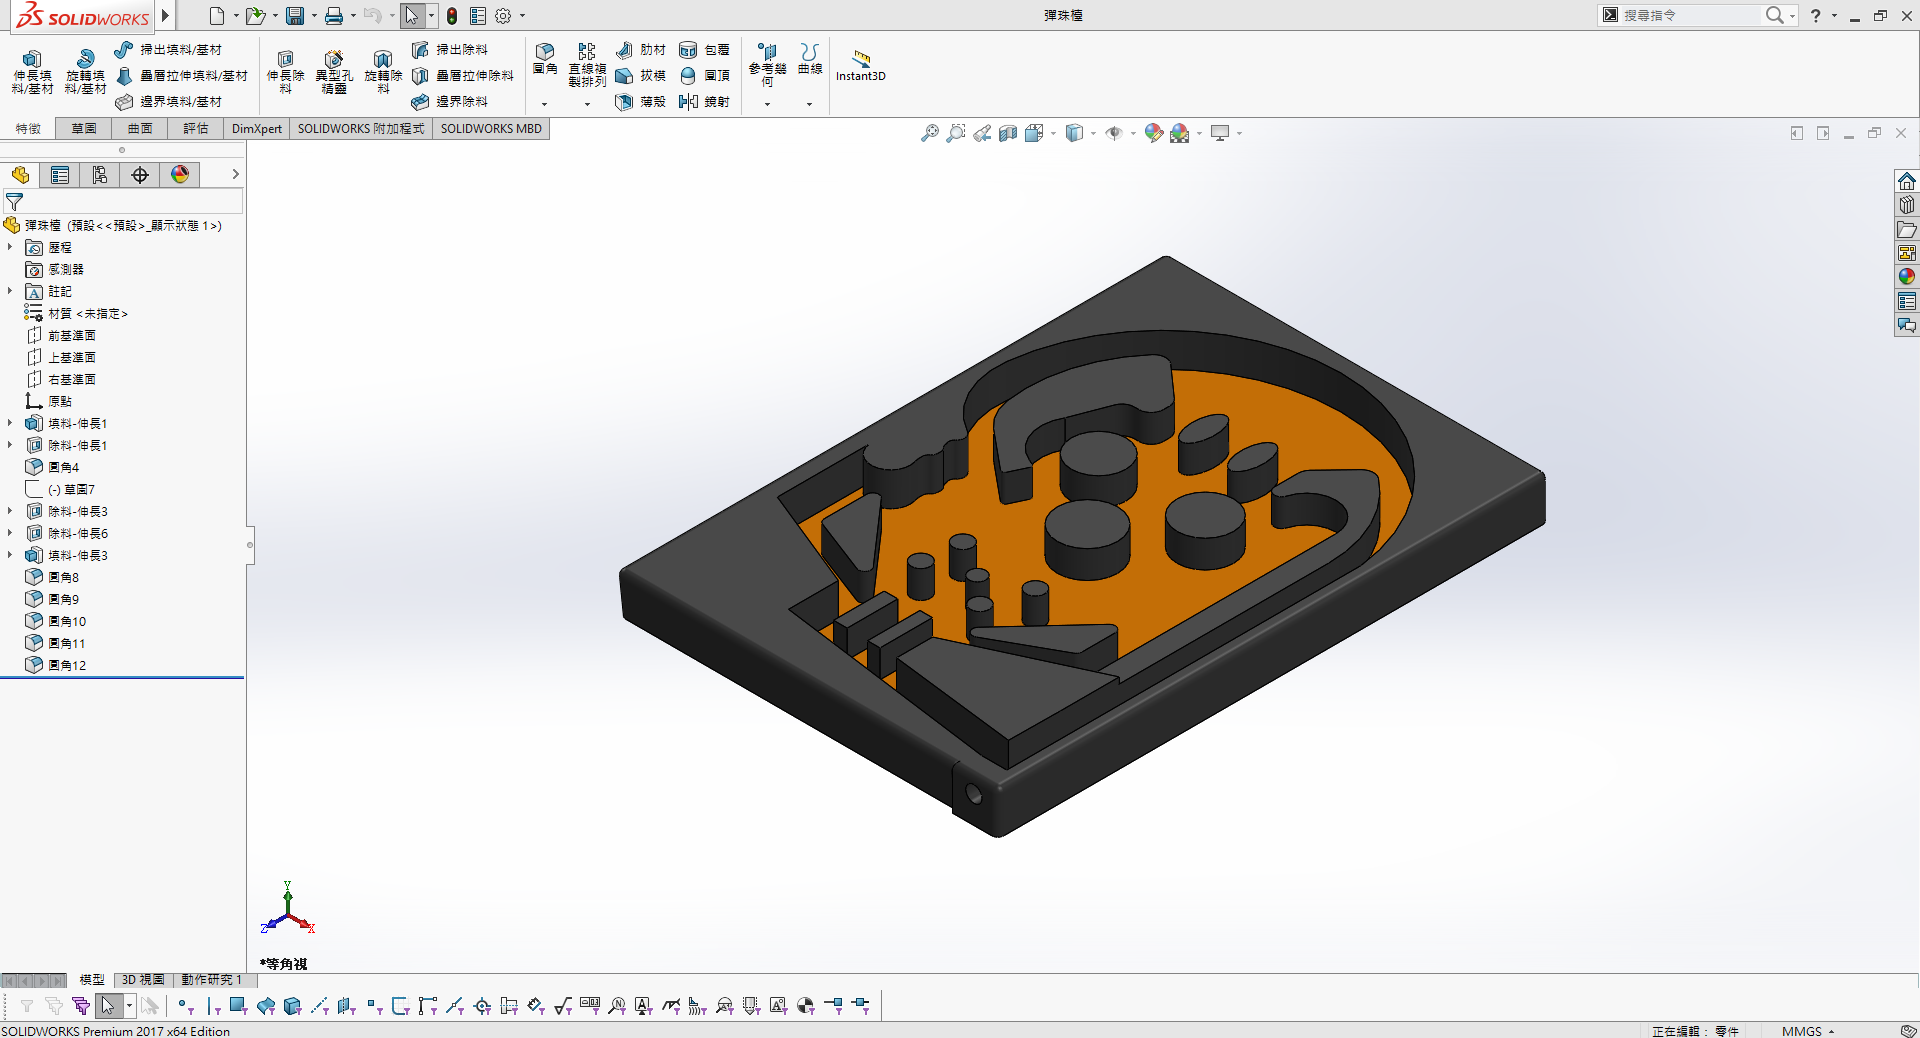 SOLIDWORKS
彈珠檯
搜尋指令
伸長填料/基材
旋轉填料/基材
掃出填料/基材
疊層拉伸填料/基材
邊界填料/基材
伸長除料
異型孔精靈
旋轉除料
掃出除料
疊層拉伸除料
邊界除料
圓角
直線複製排列
肋材
拔模
薄殼
包覆
圓頂
鏡射
參考幾何
曲線
Instant3D
特徵
草圖
曲面
評估
DimXpert
SOLIDWORKS 附加程式
SOLIDWORKS MBD
彈珠檯 (預設<<預設>_顯示狀態 1>)
歷程
感測器
註記
材質 <未指定>
前基準面
上基準面
右基準面
原點
填料-伸長1
除料-伸長1
圓角4
(-) 草圖7
除料-伸長3
除料-伸長6
填料-伸長3
圓角8
圓角9
圓角10
圓角11
圓角12
Y
Z
X
*等角視
模型
3D 視圖
動作研究 1
SOLIDWORKS Premium 2017 x64 Edition
正在編輯： 零件
MMGS